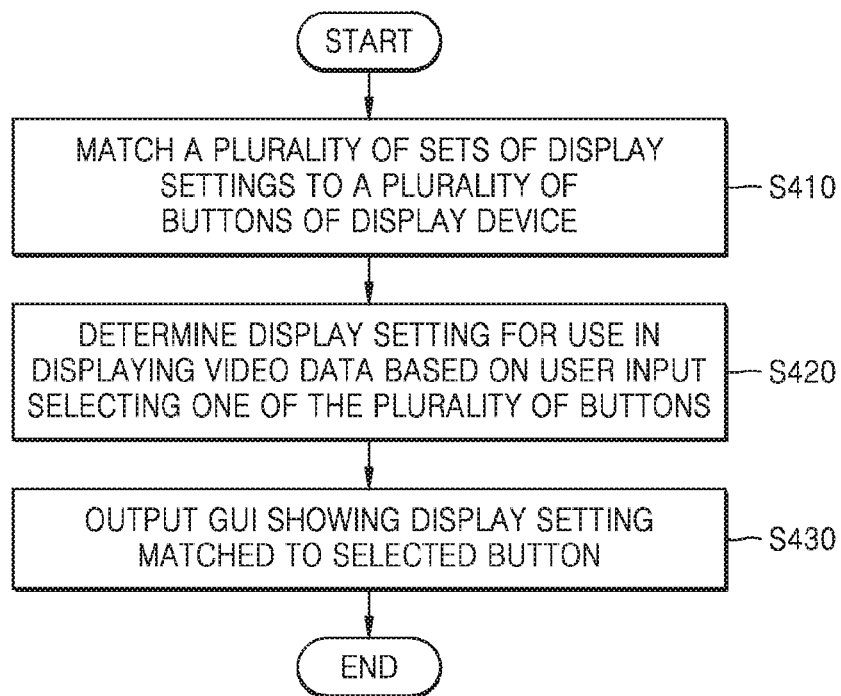 START
MATCH A PLURALITY OF SETS OF DISPLAY
SETTINGS TO A PLURALITY OF
BUTTONS OF DISPLAY DEVICE
S410
DETERMINE DISPLAY SETTING FOR USE IN
DISPLAYING VIDEO DATA BASED ON USER INPUT
SELECTING ONE OF THE PLURALITY OF BUTTONS
S420
OUTPUT GUI SHOWING DISPLAY SETTING
MATCHED TO SELECTED BUTTON
S430
END